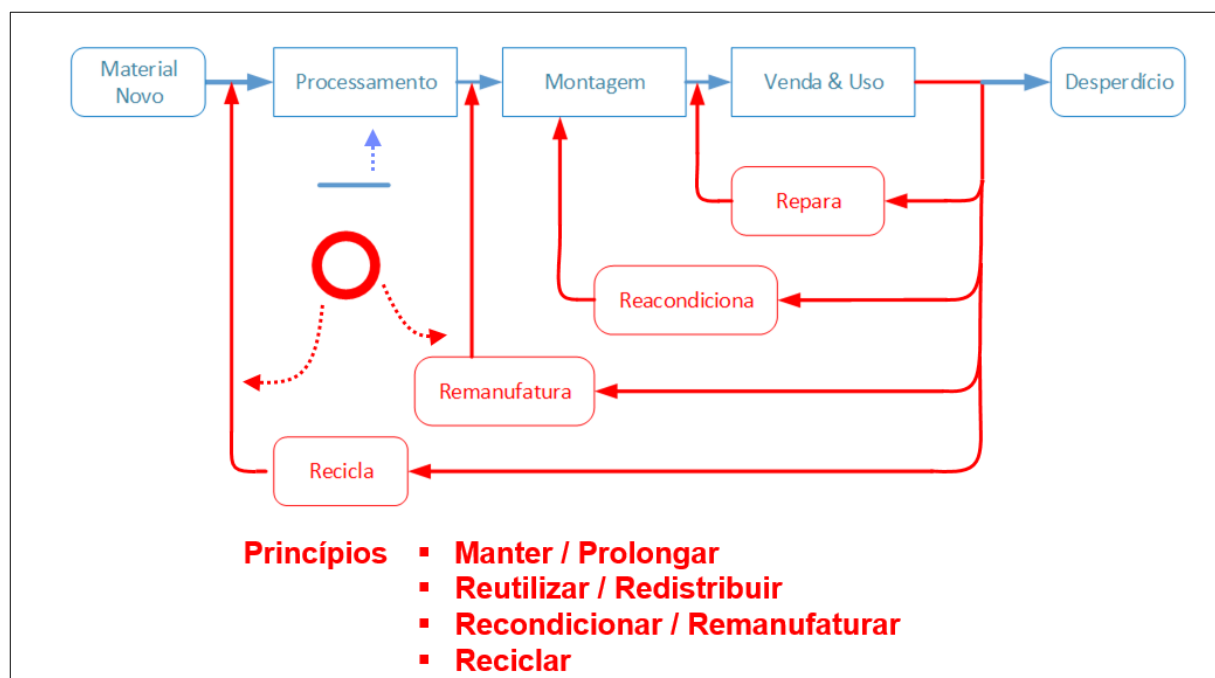 Material
Novo
Processamento
Montagem
Venda & Uso
Desperdício
Repara
Reacondiciona
Remanufatura
Recicla
Princípios ▪ Manter / Prolongar
▪ Reutilizar / Redistribuir
▪ Recondicionar / Remanufaturar
▪ Reciclar